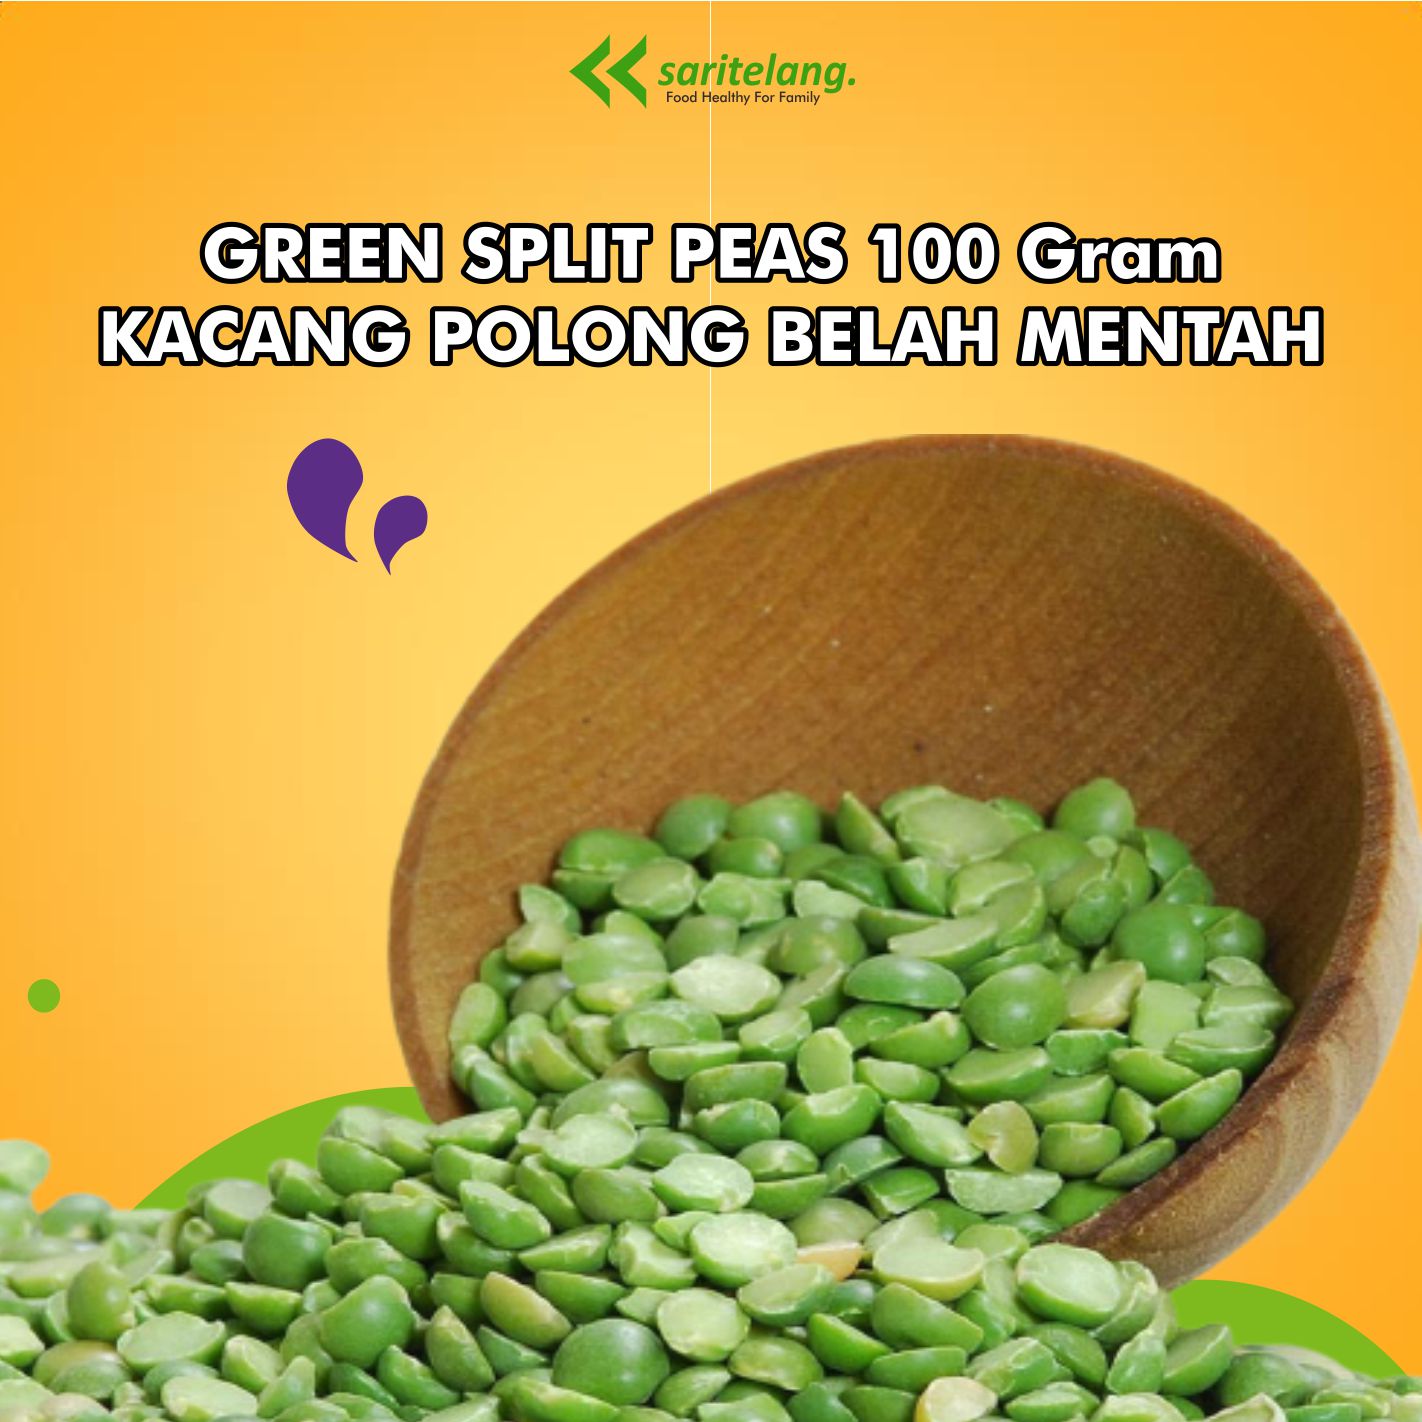 saritelang.
Food Healthy For Family
GREEN SPLIT PEAS 100 Gram
KACANG POLONG BELAH MENTAH